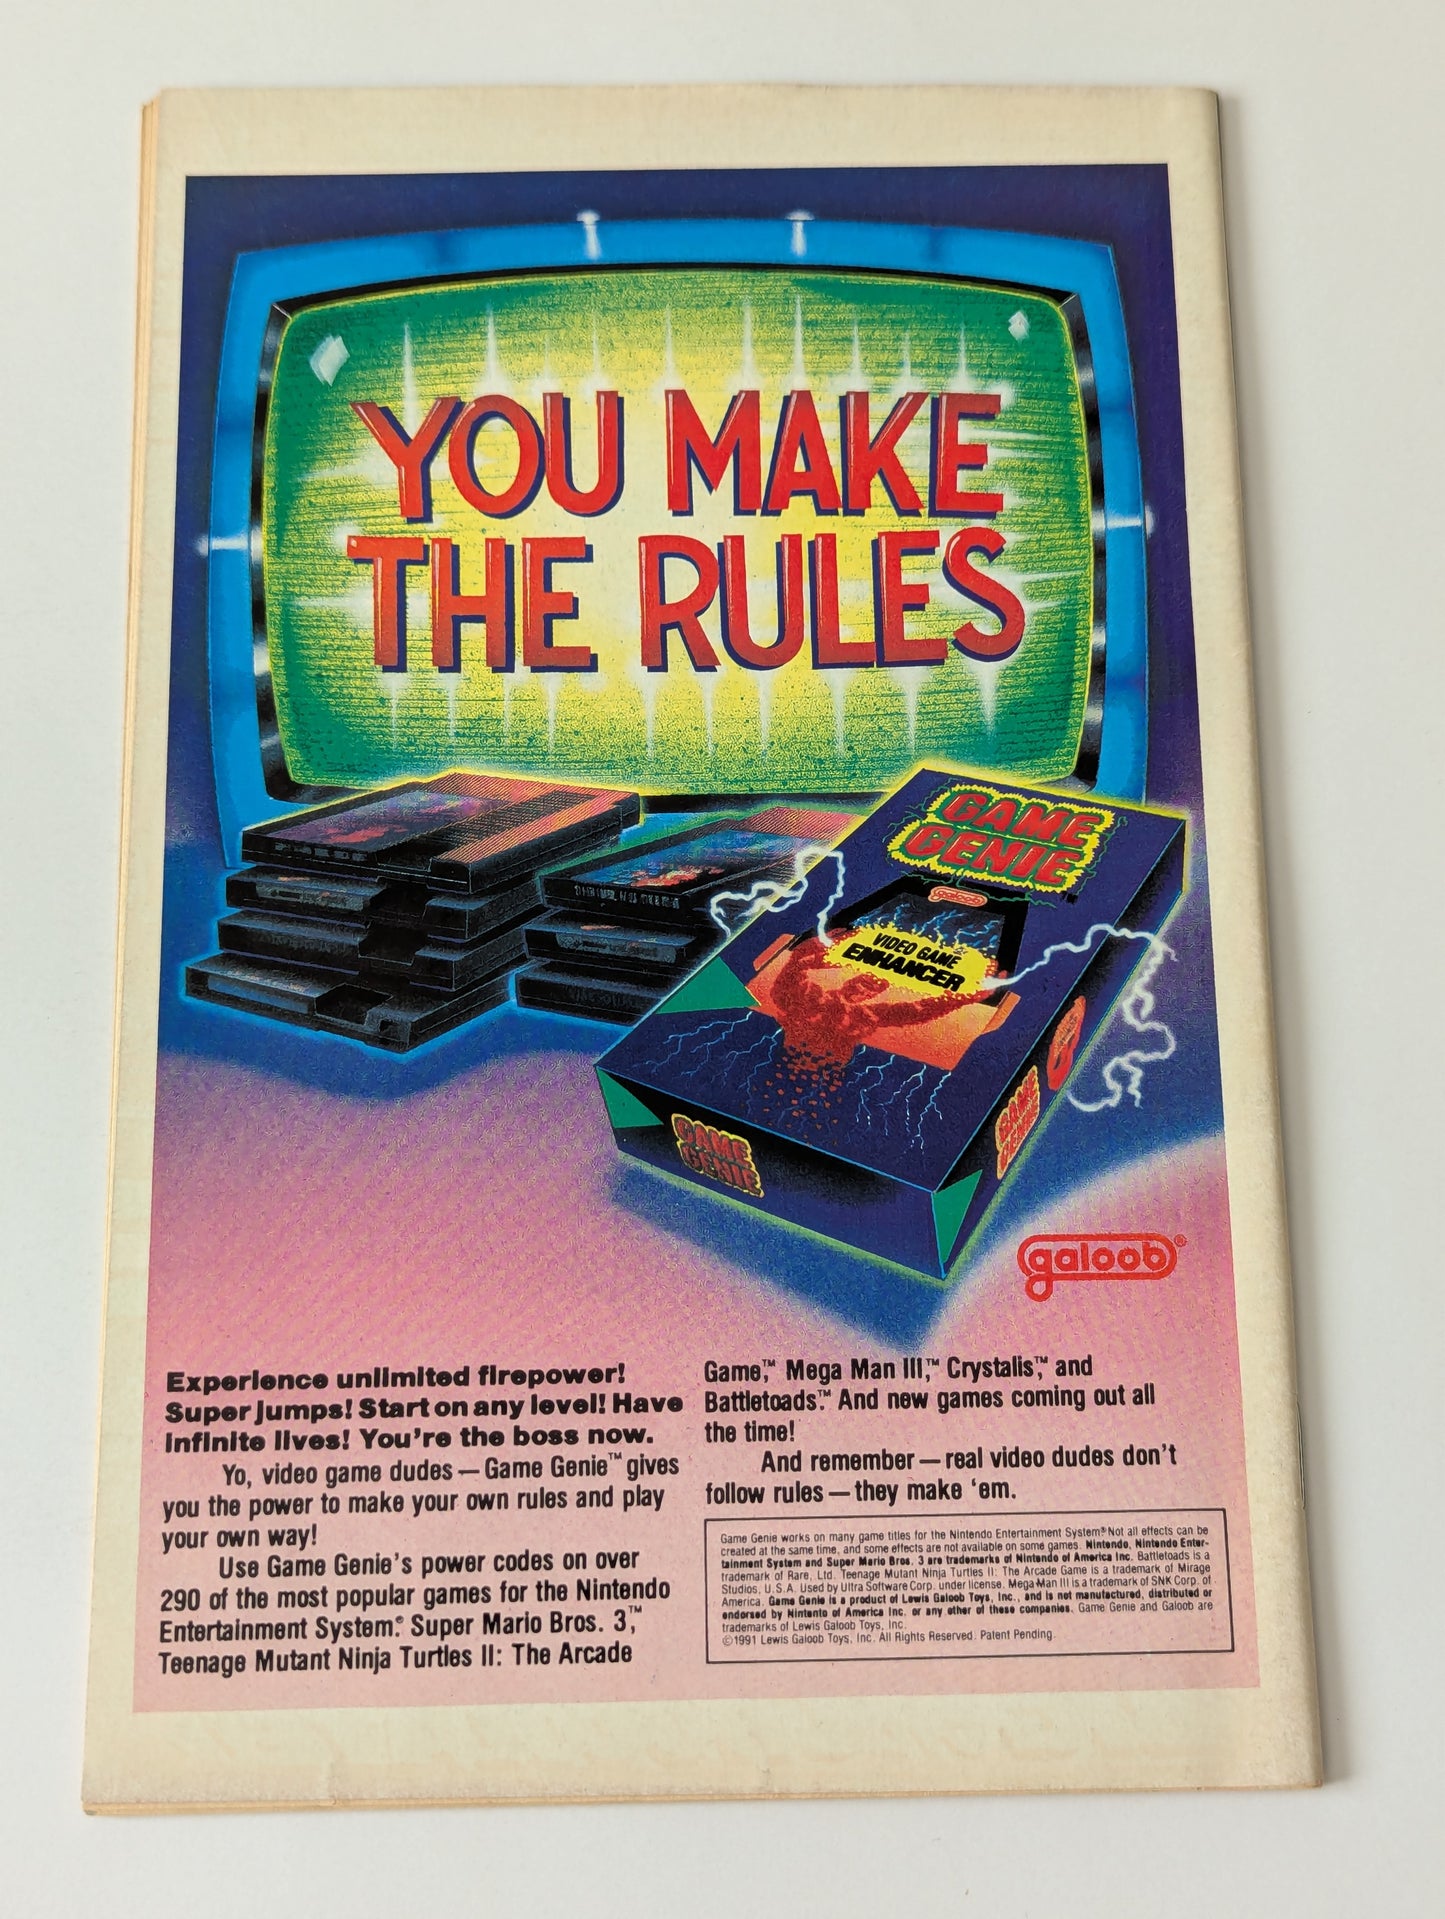 YOU MAKE
THE RULES
GAME
GENIE
galoob
VIDEO GAME
ENHANCER
GAME
GENIE
GAME
GENIE
galoob®
Experience unlimited firepower!
Super jumps! Start on any level! Have
infinite lives! You're the boss now.
Yo, video game dudes — Game Genie™ gives
you the power to make your own rules and play
your own way!
Use Game Genie's power codes on over
290 of the most popular games for the Nintendo
Entertainment System.® Super Mario Bros. 3,™
Teenage Mutant Ninja Turtles II: The Arcade
Game,™ Mega Man III,™ Crystalis,™ and
Battletoads.™ And new games coming out all
the time!
And remember — real video dudes don't
follow rules — they make 'em.
Game Genie works on many game titles for the Nintendo Entertainment System® Not all effects can be
created at the same time, and some effects are not available on some games. Nintendo, Nintendo Enter-
tainment System and Super Mario Bros. 3 are trademarks of Nintendo of America Inc. Battletoads is a
trademark of Rare, Ltd. Teenage Mutant Ninja Turtles II: The Arcade Game is a trademark of Mirage
Studios, U.S.A. Used by Ultra Software Corp. under license. Mega Man III is a trademark of SNK Corp. of
America. Game Genie is a product of Lewis Galoob Toys, Inc., and is not manufactured, distributed or
endorsed by Nintento of America Inc. or any other of these companies. Game Genie and Galoob are
trademarks of Lewis Galoob Toys, Inc.
©1991 Lewis Galoob Toys, Inc. All Rights Reserved. Patent Pending.